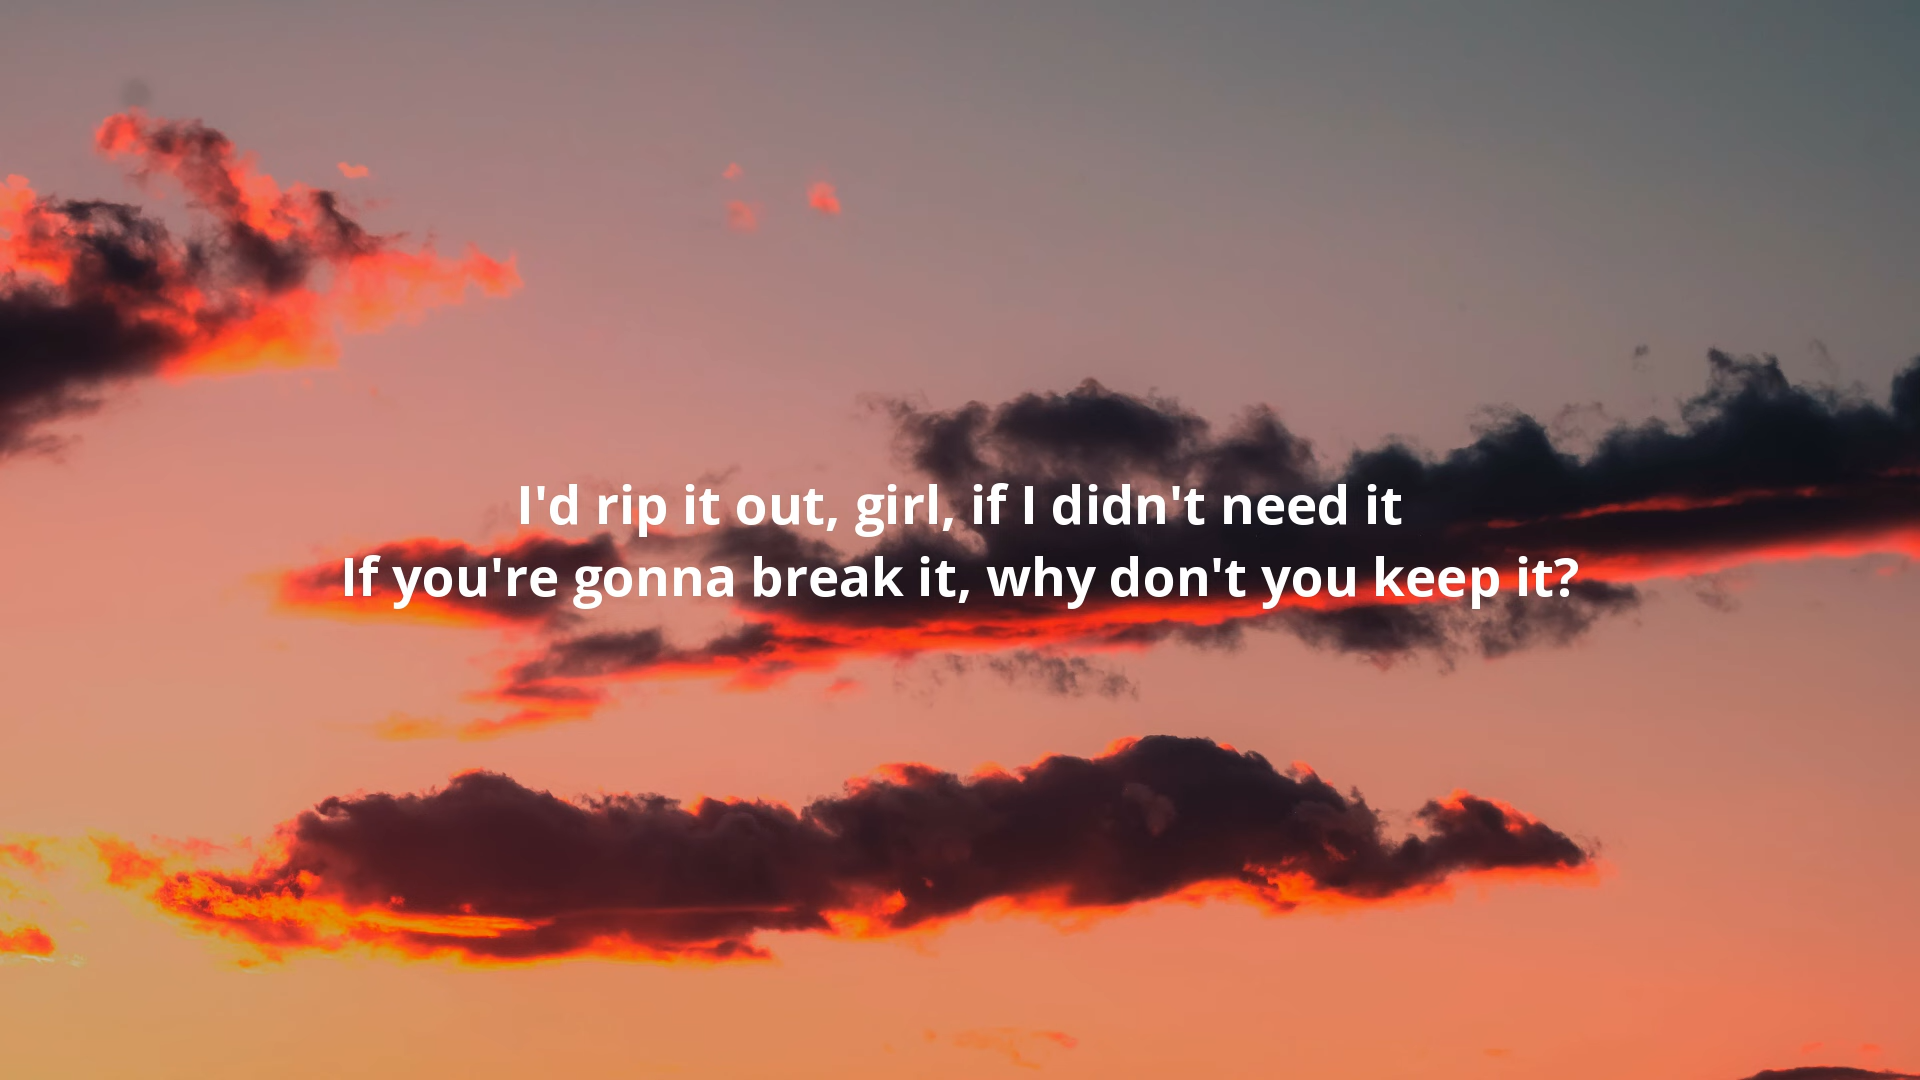 I'd rip it out, girl, if I didn't need it
If you're gonna break it, why don't you keep it?